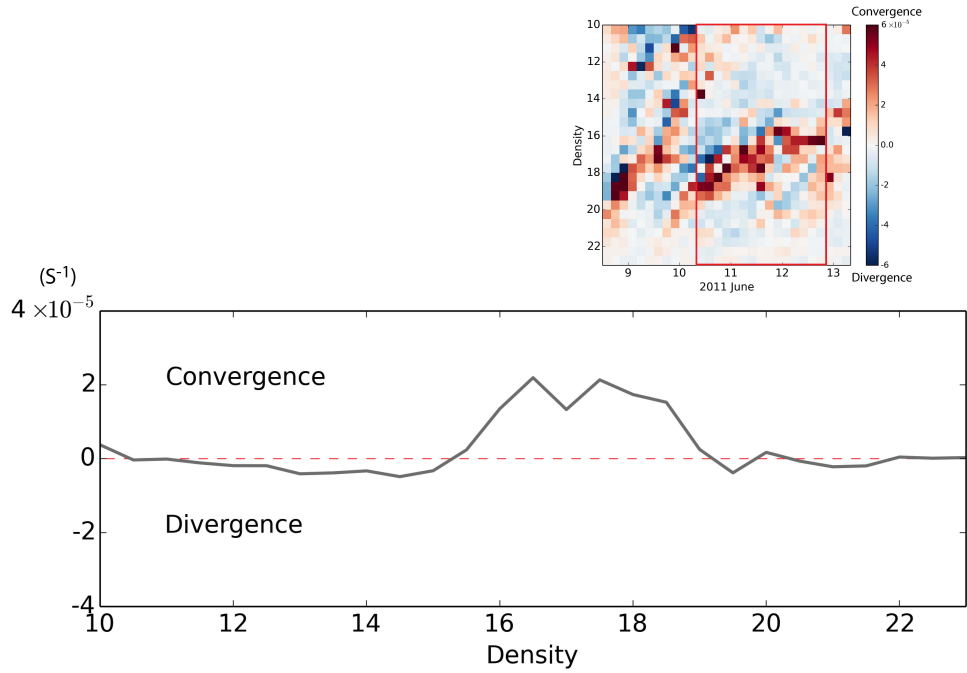 Convergence
6 ×10⁻⁵
4
2
0.0
-2
-4
-6
Divergence
10
12
14
16
18
20
22
Density
9 10 11 12 13
2011 June
(S⁻¹)
4 ×10⁻⁵
2
0
-2
-4
Convergence
Divergence
10 12 14 16 18 20 22
Density